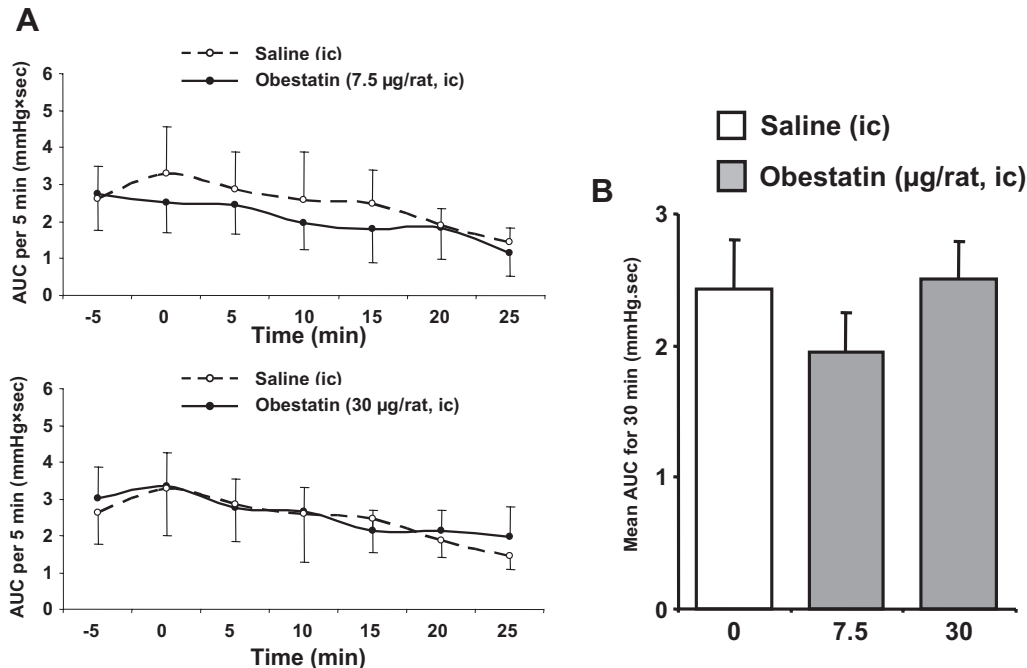 A
Saline (ic)
Obestatin (7.5 µg/rat, ic)
AUC per 5 min (mmHg×sec)
6
5
4
3
2
1
0
-5 0 5 10 15 20 25
Time (min)
Saline (ic)
Obestatin (30 µg/rat, ic)
AUC per 5 min (mmHg×sec)
6
5
4
3
2
1
0
-5 0 5 10 15 20 25
Time (min)
Saline (ic)
Obestatin (µg/rat, ic)
B
Mean AUC for 30 min (mmHg.sec)
3
2
1
0
0 7.5 30